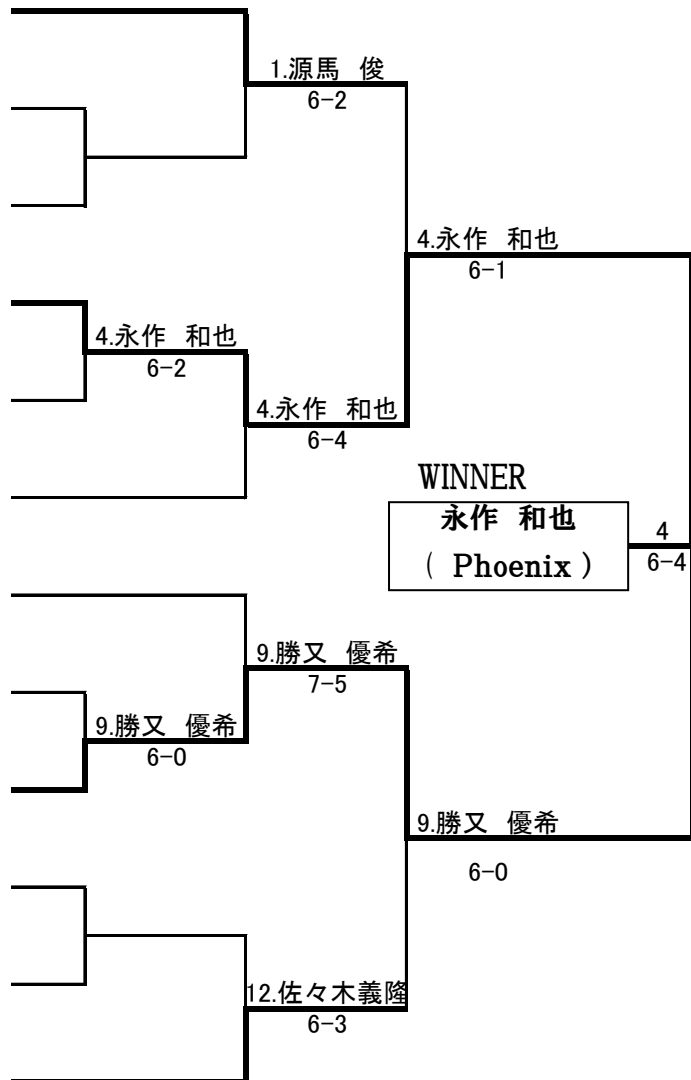 1.源馬 俊
6-2
4.永作 和也
6-1
4.永作 和也
6-2
4.永作 和也
6-4
WINNER
永作 和也
( Phoenix )
4
6-4
9.勝又 優希
7-5
9.勝又 優希
6-0
9.勝又 優希
6-0
12.佐々木義隆
6-3